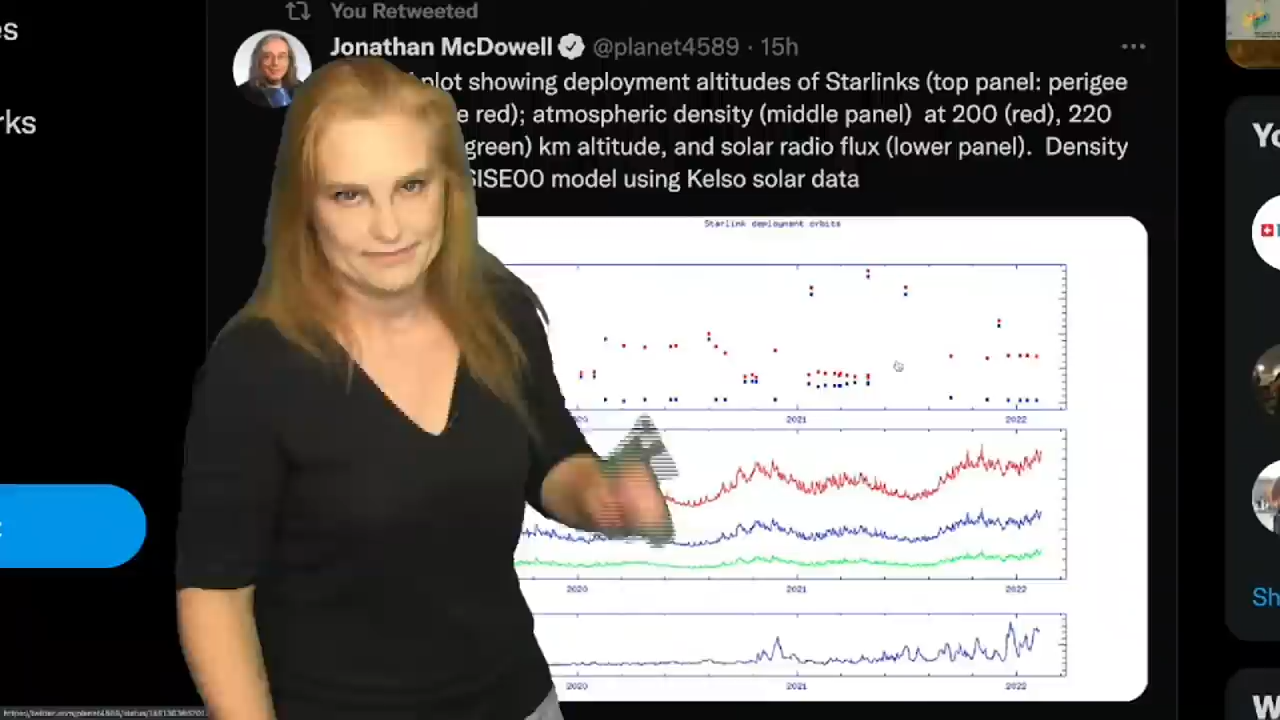 You Retweeted
Jonathan McDowell @planet4589 · 15h
plot showing deployment altitudes of Starlinks (top panel: perigee
red); atmospheric density (middle panel) at 200 (red), 220
green) km altitude, and solar radio flux (lower panel). Density
model using Kelso solar data
Starlink deployment orbits
2021 2022
2020 2021 2022
2020 2021 2022